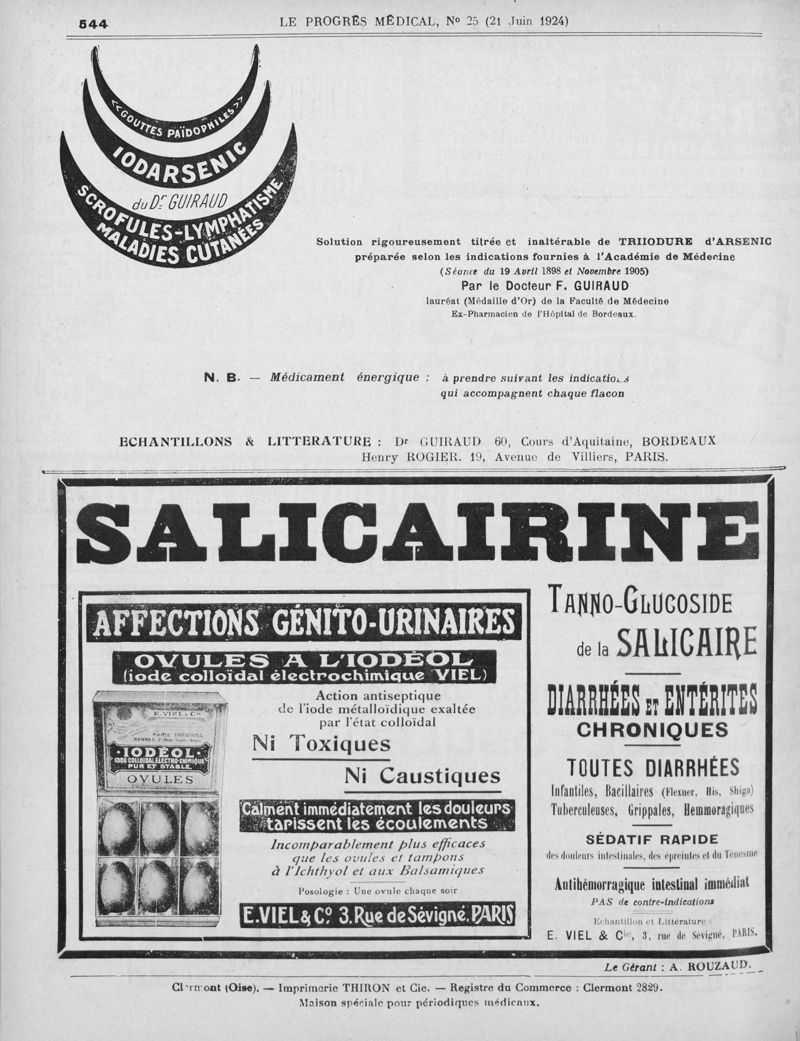 544
LE PROGRÈS MÉDICAL, No 25 (21 Juin 1924)
«GOUTTES PAÏDOPHILES»
IODARSENIC
du Dr GUIRAUD
SCROFULES-LYMPHATISME
MALADIES CUTANÉES
Solution rigoureusement titrée et inaltérable de TRIIODURE d'ARSENIC
préparée selon les indications fournies à l'Académie de Médecine
(Séance du 19 Avril 1898 et Novembre 1905)
Par le Docteur F. GUIRAUD
lauréat (Médaille d'Or) de la Faculté de Médecine
Ex-Pharmacien de l'Hôpital de Bordeaux.
N. B. — Médicament énergique : à prendre suivant les indications
qui accompagnent chaque flacon
ECHANTILLONS & LITTERATURE : Dr GUIRAUD 60, Cours d'Aquitaine, BORDEAUX
Henry ROGIER. 19, Avenue de Villiers, PARIS.
SALICAIRINE
AFFECTIONS GÉNITO-URINAIRES
OVULES A L'IODÉOL
(iode colloïdal électrochimique VIEL)
Action antiseptique
de l'iode métalloïdique exaltée
par l'état colloïdal
Ni Toxiques
Ni Caustiques
E. VIEL & Co
IODÉOL
IODE COLLOIDAL ELECTRO-CHIMIQUE
PUR ET STABLE
OVULES
Calment immédiatement les douleurs
tarissent les écoulements
Incomparablement plus efficaces
que les ovules et tampons
à l'Ichthyol et aux Balsamiques
Posologie : Une ovule chaque soir
E. VIEL & Co 3, Rue de Sévigné. PARIS
TANNO-GLUCOSIDE
de la SALICAIRE
DIARRHÉES ET ENTÉRITES
CHRONIQUES
TOUTES DIARRHÉES
Infantiles, Bacillaires (Flexner, His, Shiga)
Tuberculeuses, Grippales, Hemmoragiques
SÉDATIF RAPIDE
des douleurs intestinales, des épreintes et du Ténesme
Antihémorragique intestinal immédiat
PAS de contre-indications
Echantillon et Littérature :
E. VIEL & Cie, 3, rue de Sévigné, PARIS.
Le Gérant : A. ROUZAUD.
Clermont (Oise). — Imprimerie THIRON et Cie. — Registre du Commerce : Clermont 2829.
Maison spéciale pour périodiques médicaux.